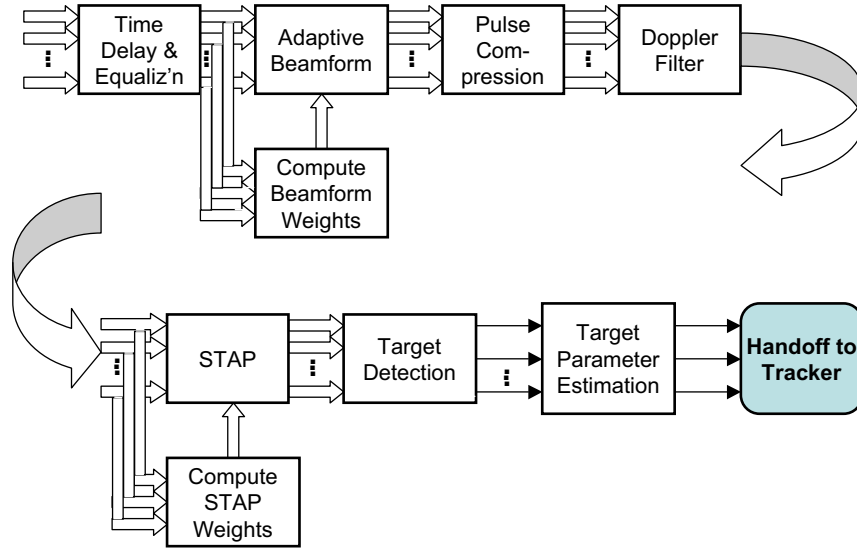 Time
Delay &
Equaliz'n
Adaptive
Beamform
Pulse
Com-
pression
Doppler
Filter
Compute
Beamform
Weights
STAP
Target
Detection
Target
Parameter
Estimation
Handoff to
Tracker
Compute
STAP
Weights